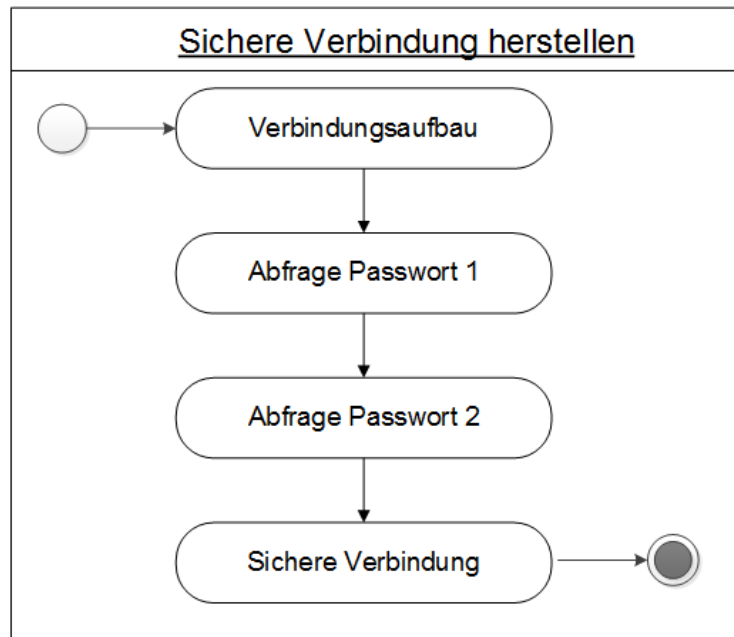 Sichere Verbindung herstellen
Verbindungsaufbau
Abfrage Passwort 1
Abfrage Passwort 2
Sichere Verbindung